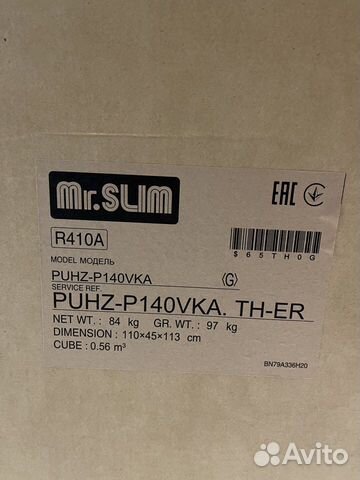 Mr.SLIM
EAC
R410A
$65TH0G
MODEL МОДЕЛЬ
PUHZ-P140VKA 〈G〉
SERVICE REF.
PUHZ-P140VKA. TH-ER
NET WT. : 84 kg GR. WT. : 97 kg
DIMENSION : 110×45×113 cm
CUBE : 0.56 m³
BN79A336H20
Avito